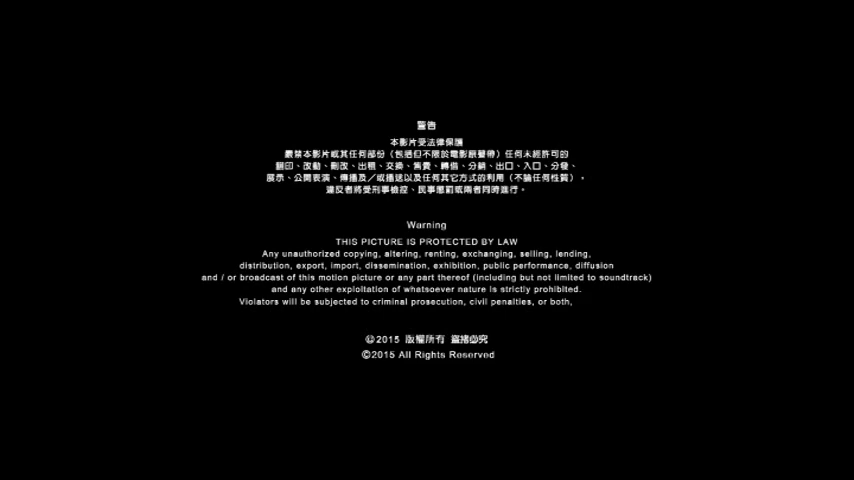 警告
本影片受法律保護
嚴禁本影片或其任何部份（包括但不限於電影原聲帶）任何未經許可的
翻印、改動、刪改、出租、交換、售賣、轉借、分銷、出口、入口、分發、
展示、公開表演、傳播及／或播送以及任何其它方式的利用（不論任何性質）。
違反者將受刑事檢控、民事懲罰或兩者同時進行。
Warning
THIS PICTURE IS PROTECTED BY LAW
Any unauthorized copying, altering, renting, exchanging, selling, lending,
distribution, export, import, dissemination, exhibition, public performance, diffusion
and / or broadcast of this motion picture or any part thereof (including but not limited to soundtrack)
and any other exploitation of whatsoever nature is strictly prohibited.
Violators will be subjected to criminal prosecution, civil penalties, or both,
©2015 版權所有 盜搭必究
©2015 All Rights Reserved